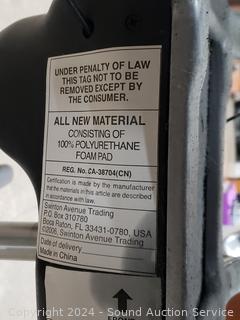 UNDER PENALTY OF LAW
THIS TAG NOT TO BE
REMOVED EXCEPT BY
THE CONSUMER.
ALL NEW MATERIAL
CONSISTING OF
100% POLYURETHANE
FOAM PAD
REG. No. CA-38704(CN)
Certification is made by the manufacturer
that the materials in this article are described
in accordance with law.
Swinton Avenue Trading
P.O. Box 310780
Boca Raton, FL 33431-0780, USA
©2006, Swinton Avenue Trading
Date of delivery
Made in China
Copyright 2024 - Sound Auction Service